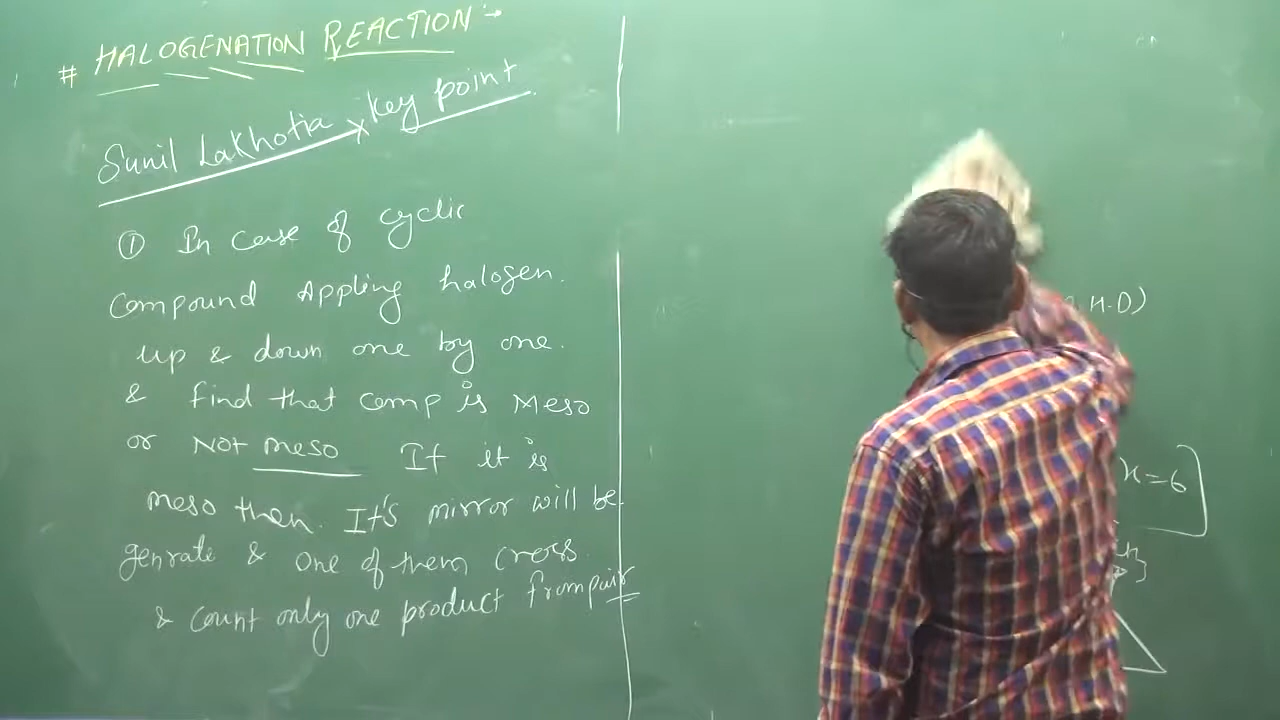 # HALOGENATION REACTION :-
Sunil Lakhotia x key point
① In case of cyclic
compound Appling halogen.
up & down one by one.
& find that comp is Meso
or Not meso If it is
meso then. It's mirror will be
genrate & one of them cross.
& count only one product from pair
H.D)
x=6